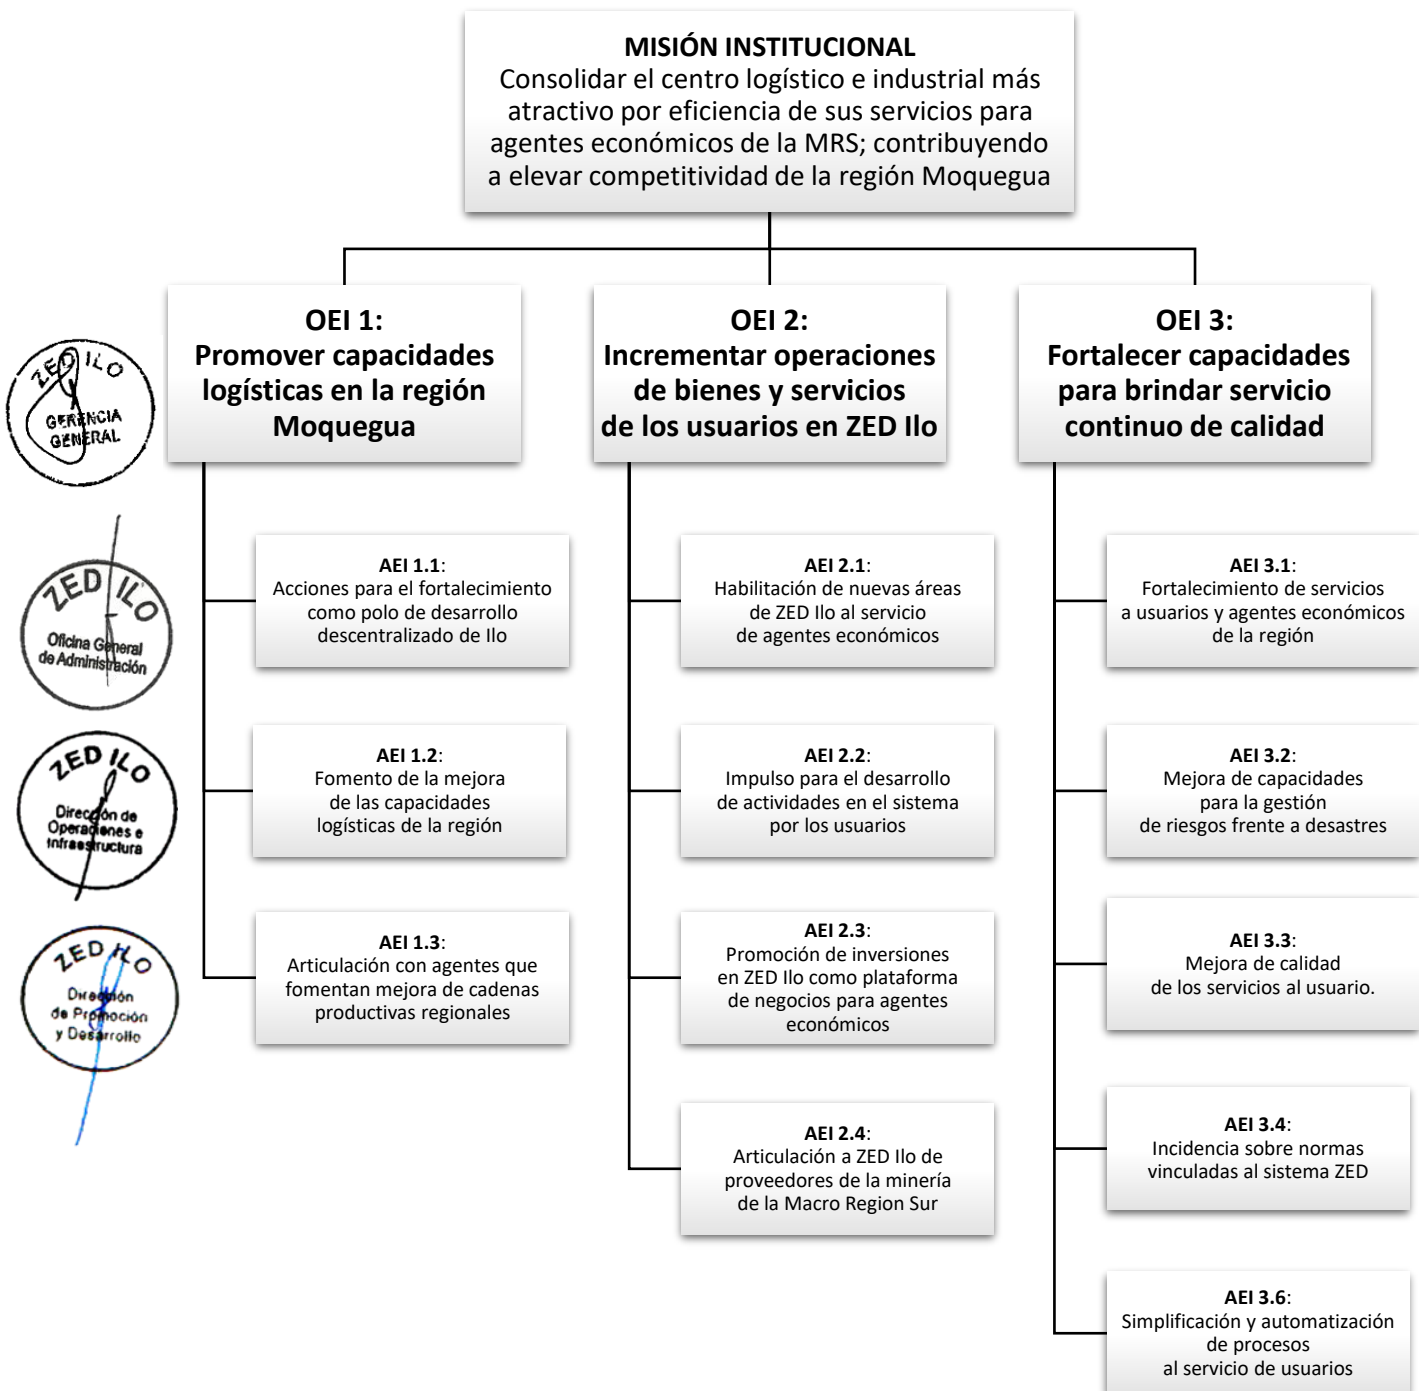 MISIÓN INSTITUCIONAL
Consolidar el centro logístico e industrial más
atractivo por eficiencia de sus servicios para
agentes económicos de la MRS; contribuyendo
a elevar competitividad de la región Moquegua
OEI 1:
Promover capacidades
logísticas en la región
Moquegua
OEI 2:
Incrementar operaciones
de bienes y servicios
de los usuarios en ZED Ilo
OEI 3:
Fortalecer capacidades
para brindar servicio
continuo de calidad
ZED ILO
GERENCIA
GENERAL
ZED ILO
Oficina General
de Administración
ZED ILO
Dirección de
Operaciones e
Infraestructura
ZED ILO
Dirección
de Promoción
y Desarrollo
AEI 1.1:
Acciones para el fortalecimiento
como polo de desarrollo
descentralizado de Ilo
AEI 1.2:
Fomento de la mejora
de las capacidades
logísticas de la región
AEI 1.3:
Articulación con agentes que
fomentan mejora de cadenas
productivas regionales
AEI 2.1:
Habilitación de nuevas áreas
de ZED Ilo al servicio
de agentes económicos
AEI 2.2:
Impulso para el desarrollo
de actividades en el sistema
por los usuarios
AEI 2.3:
Promoción de inversiones
en ZED Ilo como plataforma
de negocios para agentes
económicos
AEI 2.4:
Articulación a ZED Ilo de
proveedores de la minería
de la Macro Region Sur
AEI 3.1:
Fortalecimiento de servicios
a usuarios y agentes económicos
de la región
AEI 3.2:
Mejora de capacidades
para la gestión
de riesgos frente a desastres
AEI 3.3:
Mejora de calidad
de los servicios al usuario.
AEI 3.4:
Incidencia sobre normas
vinculadas al sistema ZED
AEI 3.6:
Simplificación y automatización
de procesos
al servicio de usuarios